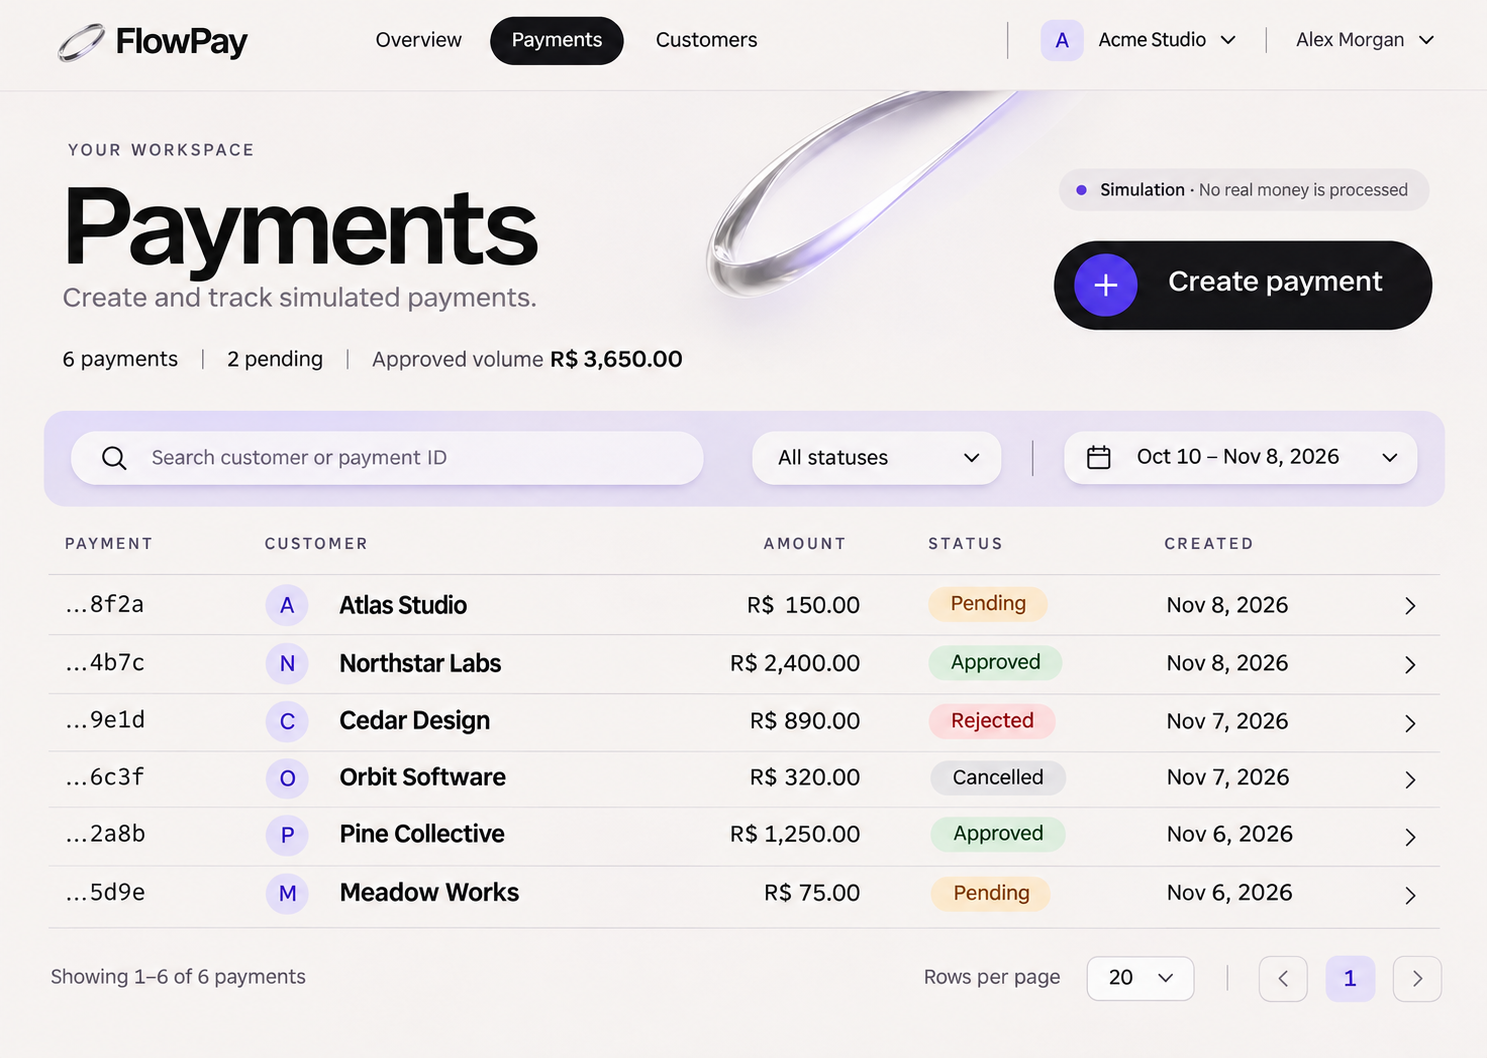 FlowPay Overview Payments Customers A Acme Studio Alex Morgan
YOUR WORKSPACE
Payments
Simulation · No real money is processed
Create and track simulated payments.
Create payment
6 payments 2 pending Approved volume R$ 3,650.00
Search customer or payment ID All statuses Oct 10 – Nov 8, 2026
PAYMENT CUSTOMER AMOUNT STATUS CREATED
...8f2a A Atlas Studio R$ 150.00 Pending Nov 8, 2026
...4b7c N Northstar Labs R$ 2,400.00 Approved Nov 8, 2026
...9e1d C Cedar Design R$ 890.00 Rejected Nov 7, 2026
...6c3f O Orbit Software R$ 320.00 Cancelled Nov 7, 2026
...2a8b P Pine Collective R$ 1,250.00 Approved Nov 6, 2026
...5d9e M Meadow Works R$ 75.00 Pending Nov 6, 2026
Showing 1–6 of 6 payments Rows per page 20 1